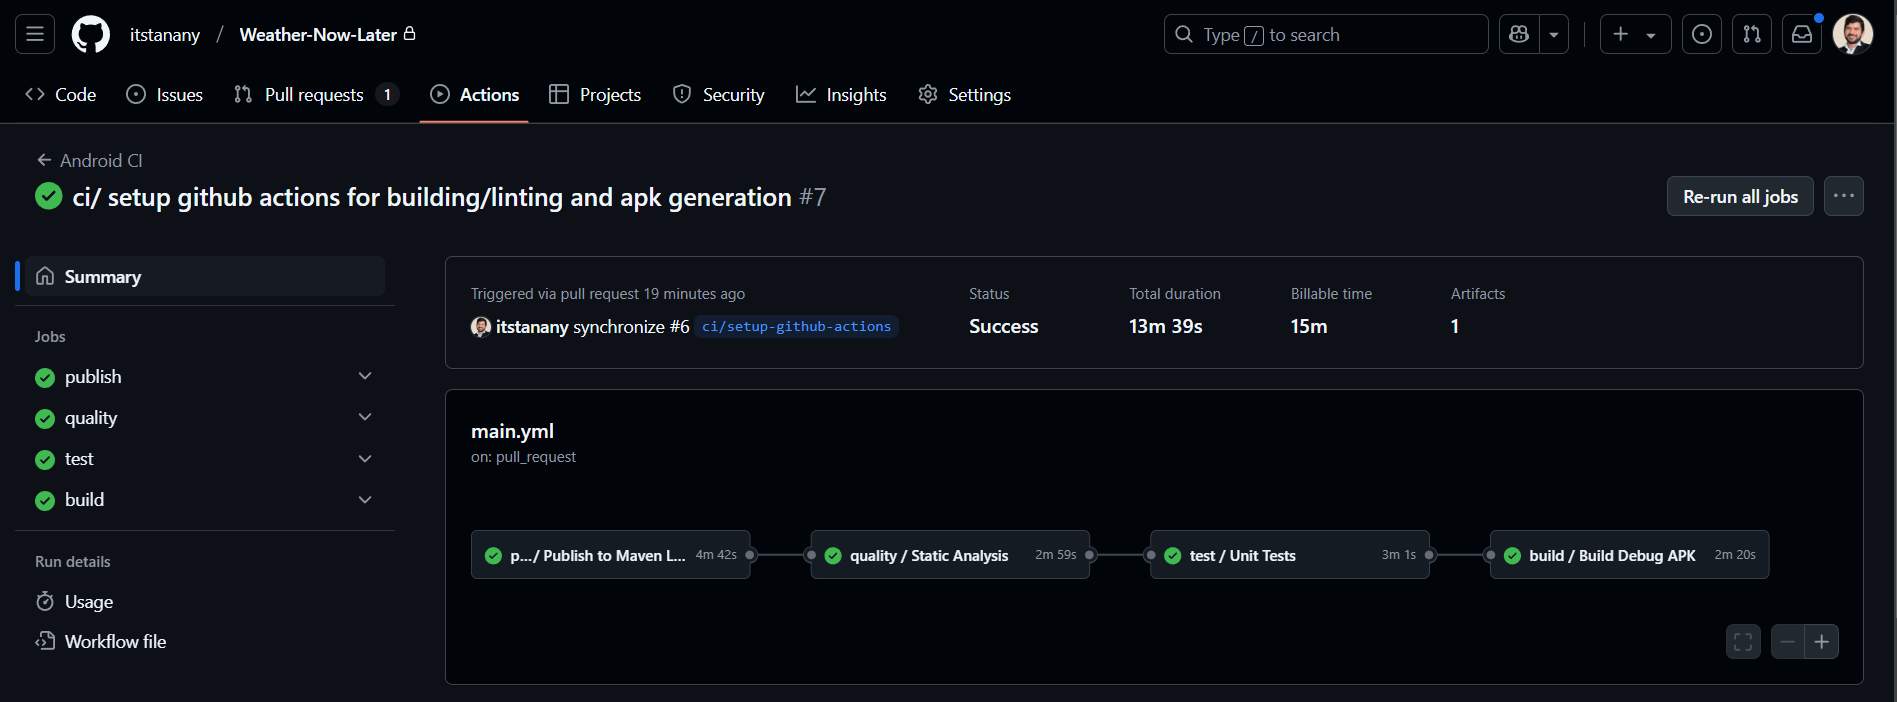 itstanany / Weather-Now-Later
Type / to search
Code
Issues
Pull requests 1
Actions
Projects
Security
Insights
Settings
Android CI
ci/ setup github actions for building/linting and apk generation #7
Re-run all jobs
Summary
Jobs
publish
quality
test
build
Run details
Usage
Workflow file
Triggered via pull request 19 minutes ago
itstanany synchronize #6 ci/setup-github-actions
Status
Success
Total duration
13m 39s
Billable time
15m
Artifacts
1
main.yml
on: pull_request
p.../ Publish to Maven L... 4m 42s
quality / Static Analysis 2m 59s
test / Unit Tests 3m 1s
build / Build Debug APK 2m 20s